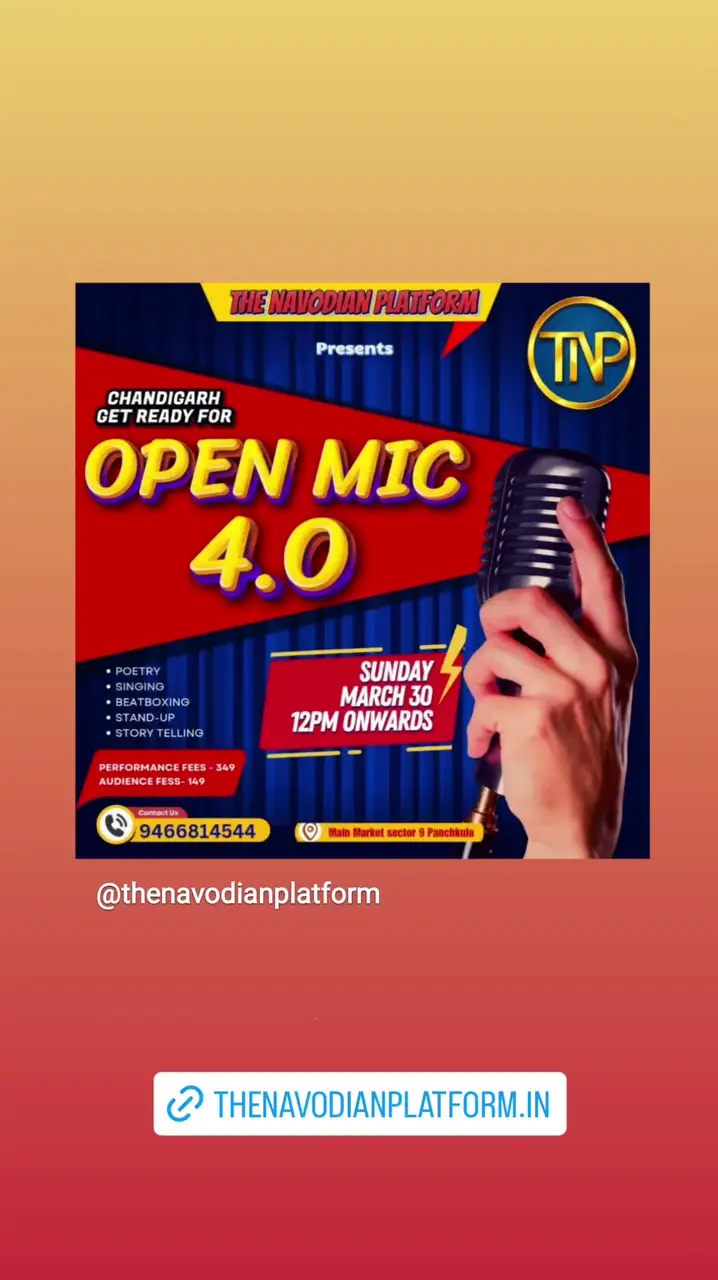 THE NAVODIAN PLATFORM
Presents
TNP
CHANDIGARH
GET READY FOR
OPEN MIC
4.0
• POETRY
• SINGING
• BEATBOXING
• STAND-UP
• STORY TELLING
SUNDAY
MARCH 30
12PM ONWARDS
PERFORMANCE FEES - 349
AUDIENCE FESS- 149
Contact Us
9466814544
Main Market sector 9 Panchkula
@thenavodianplatform
THENAVODIANPLATFORM.IN